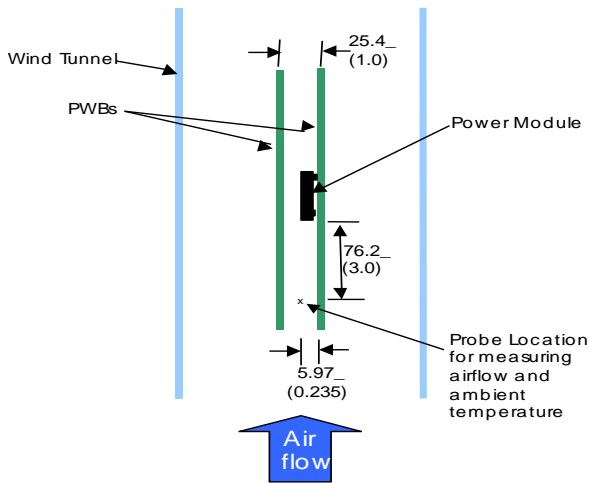 25.4_
(1.0)
Wind Tunnel
PWBs
Power Module
76.2_
(3.0)
x
Probe Location
for measuring
airflow and
ambient
temperature
5.97_
(0.235)
Air
flow